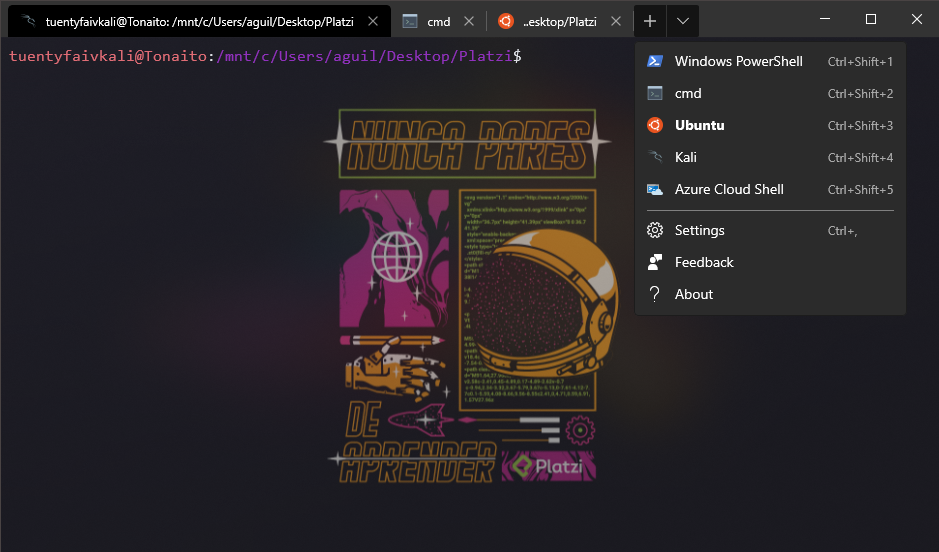 tuentyfaivkali@Tonaito: /mnt/c/Users/aguil/Desktop/Platzi
cmd
..esktop/Platzi
tuentyfaivkali@Tonaito:/mnt/c/Users/aguil/Desktop/Platzi$
Windows PowerShell Ctrl+Shift+1
cmd Ctrl+Shift+2
Ubuntu Ctrl+Shift+3
Kali Ctrl+Shift+4
Azure Cloud Shell Ctrl+Shift+5
Settings Ctrl+,
Feedback
About
NUNCA PARES
DE
APRENDER
Platzi